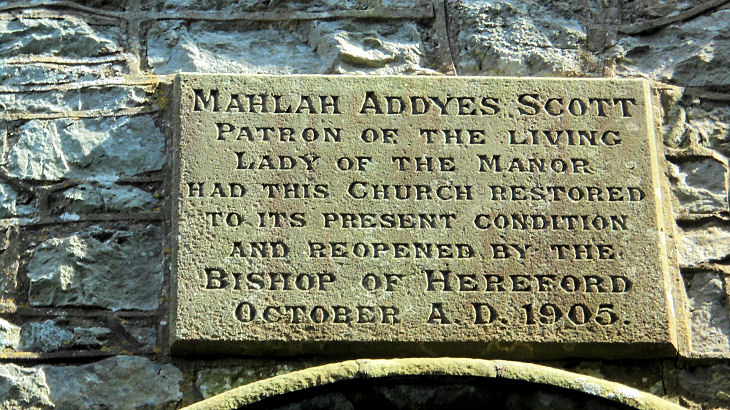 MAHLAH ADDYES SCOTT
PATRON OF THE LIVING
LADY OF THE MANOR
HAD THIS CHURCH RESTORED
TO ITS PRESENT CONDITION
AND REOPENED BY THE
BISHOP OF HEREFORD
OCTOBER A.D. 1905.